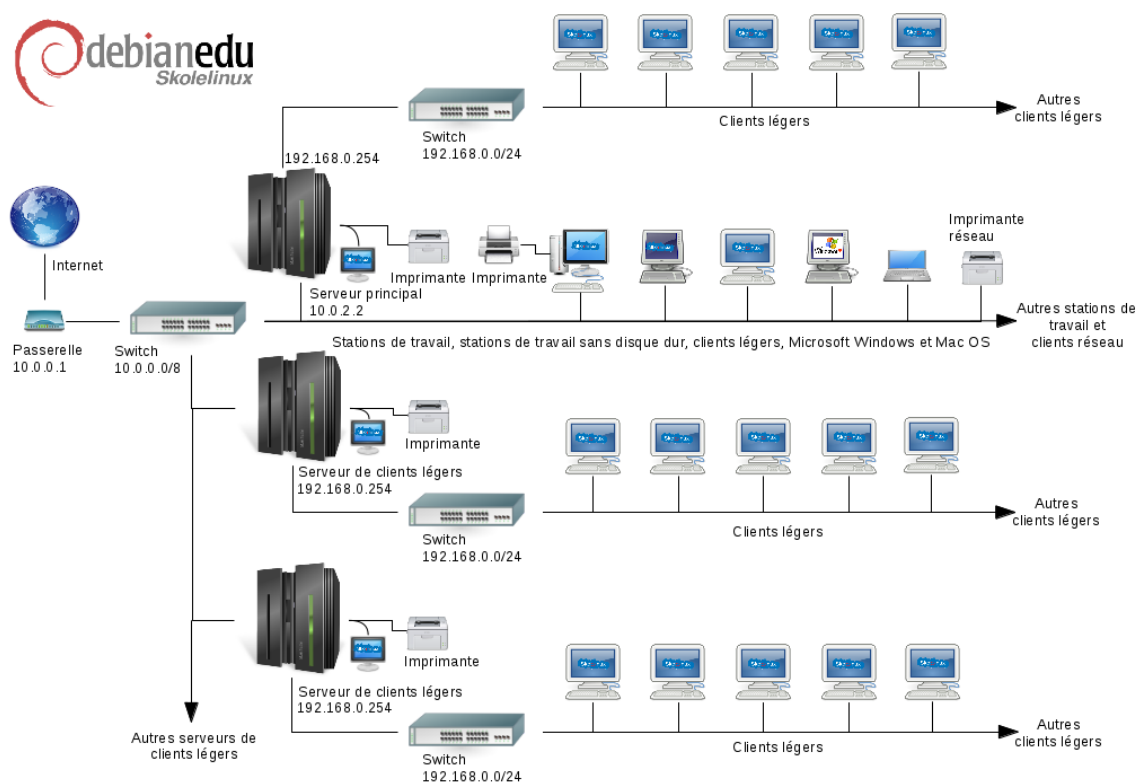 debianedu
Skolelinux
Autres
clients légers
Clients légers
Switch
192.168.0.0/24
192.168.0.254
Internet
Imprimante
Imprimante
Imprimante
réseau
Serveur principal
10.0.2.2
Passerelle
10.0.0.1
Switch
10.0.0.0/8
Stations de travail, stations de travail sans disque dur, clients légers, Microsoft Windows et Mac OS
Autres stations de
travail et
clients réseau
Imprimante
Serveur de clients légers
192.168.0.254
Switch
192.168.0.0/24
Clients légers
Autres
clients légers
Imprimante
Serveur de clients légers
192.168.0.254
Switch
192.168.0.0/24
Clients légers
Autres
clients légers
Autres serveurs de
clients légers